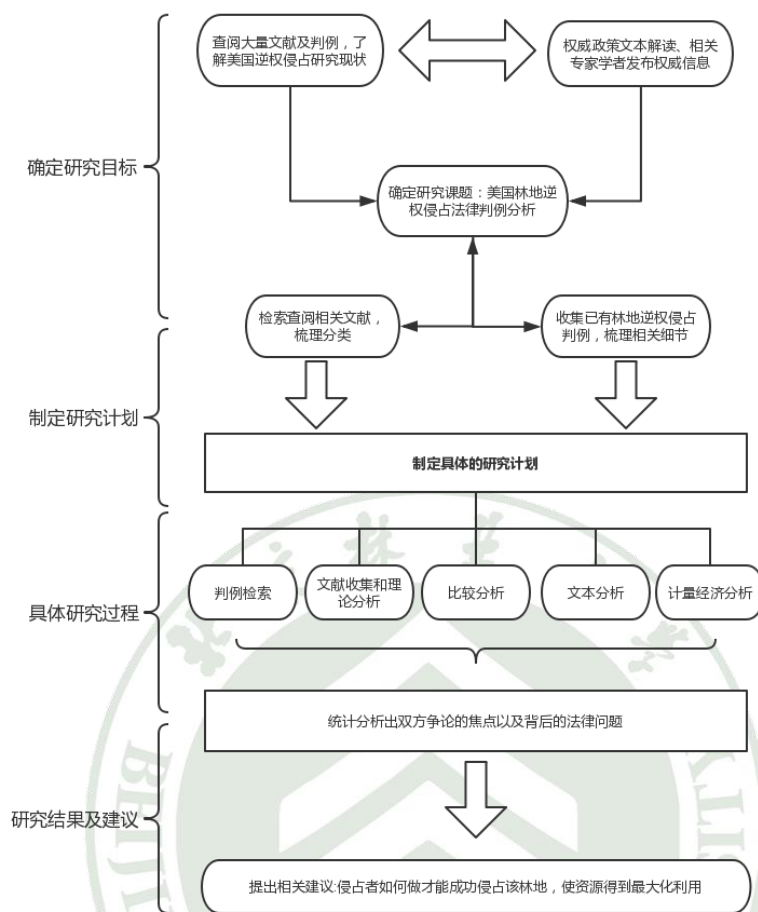 查阅大量文献及判例，了
解美国逆权侵占研究现状
权威政策文本解读、相关
专家学者发布权威信息
确定研究目标
确定研究课题：美国林地逆
权侵占法律判例分析
检索查阅相关文献，
梳理分类
收集已有林地逆权侵占
判例，梳理相关细节
制定研究计划
制定具体的研究计划
判例检索
文献收集和理
论分析
比较分析
文本分析
计量经济分析
具体研究过程
统计分析出双方争论的焦点以及背后的法律问题
研究结果及建议
提出相关建议:侵占者如何做才能成功侵占该林地，使资源得到最大化利用